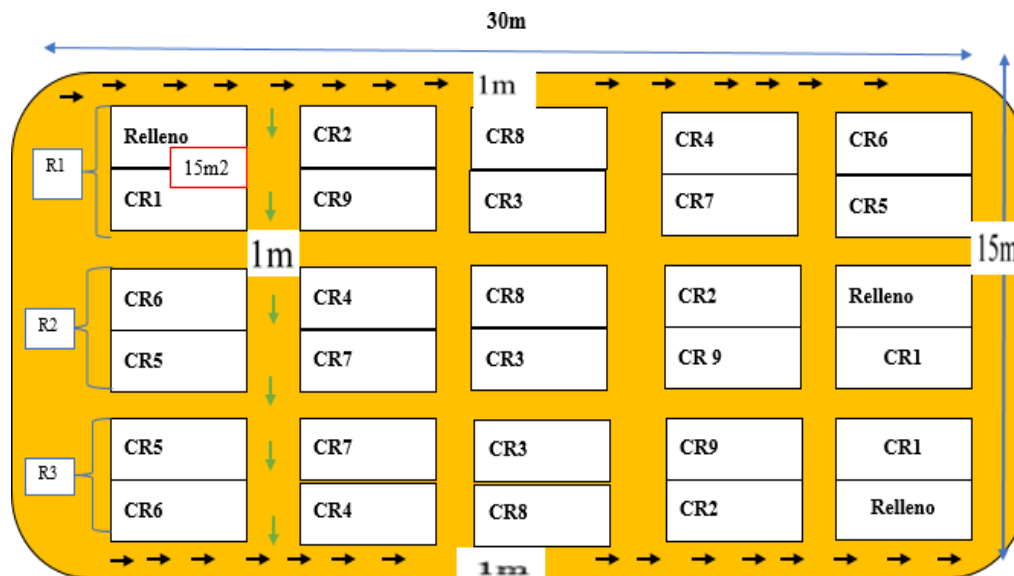 30m
1m
R1
Relleno
CR2
CR8
CR4
CR6
15m2
CR1
CR9
CR3
CR7
CR5
1m
15m
R2
CR6
CR4
CR8
CR2
Relleno
CR5
CR7
CR3
CR 9
CR1
R3
CR5
CR7
CR3
CR9
CR1
CR6
CR4
CR8
CR2
Relleno
1m